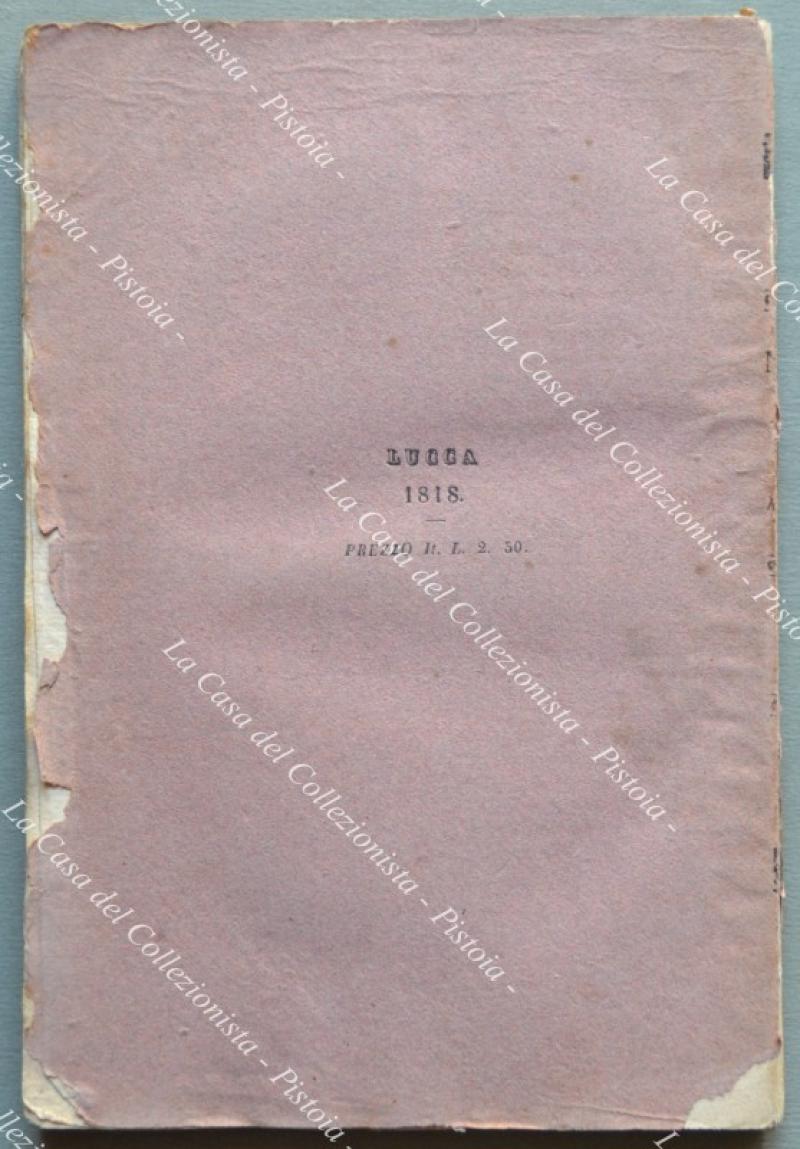 LUCCA
1818.
PREZZO It. L. 2. 50.
La Casa del Collezionista - Pistoia -
La Casa del Collezionista - Pistoia
La Casa del Collezionista - Pistoia -
La Casa del Collezionista - Pistoia -
La Casa del Collezionista - Pistoia -